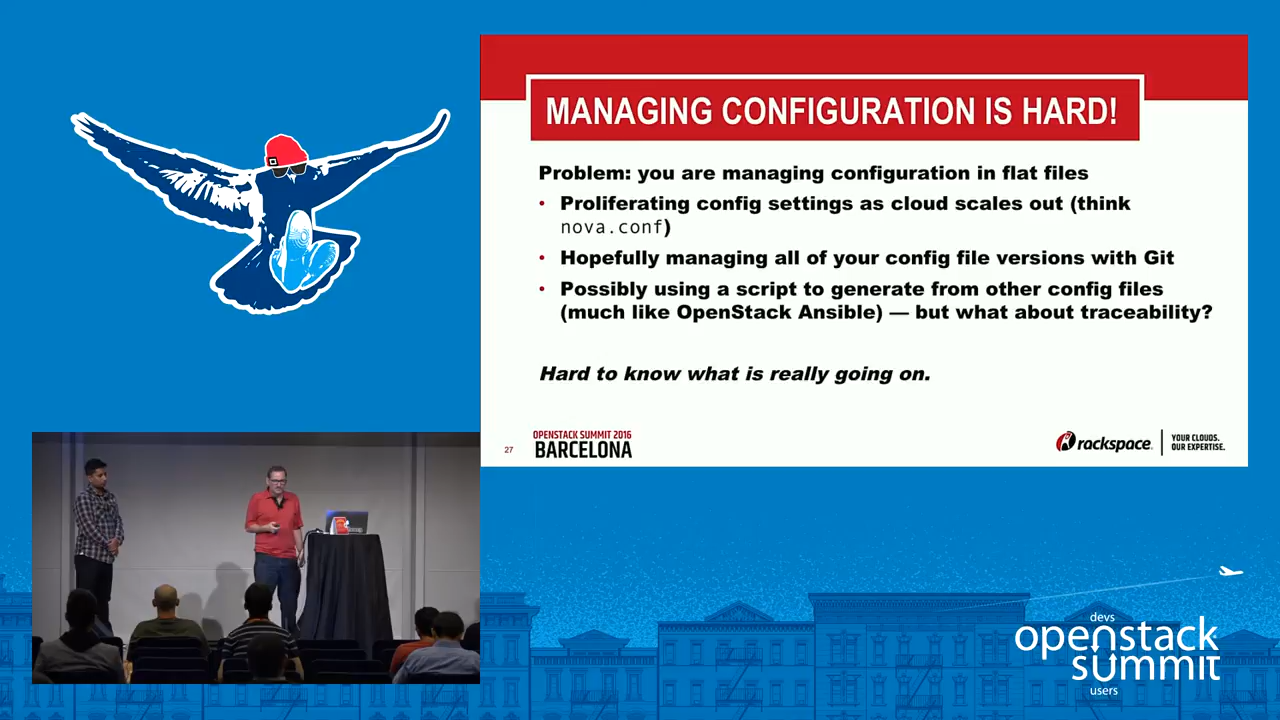 MANAGING CONFIGURATION IS HARD!
Problem: you are managing configuration in flat files
• Proliferating config settings as cloud scales out (think
nova.conf)
• Hopefully managing all of your config file versions with Git
• Possibly using a script to generate from other config files
(much like OpenStack Ansible) — but what about traceability?
Hard to know what is really going on.
27
OPENSTACK SUMMIT 2016
BARCELONA
rackspace
YOUR CLOUDS.
OUR EXPERTISE.
devs
openstack
summit
users